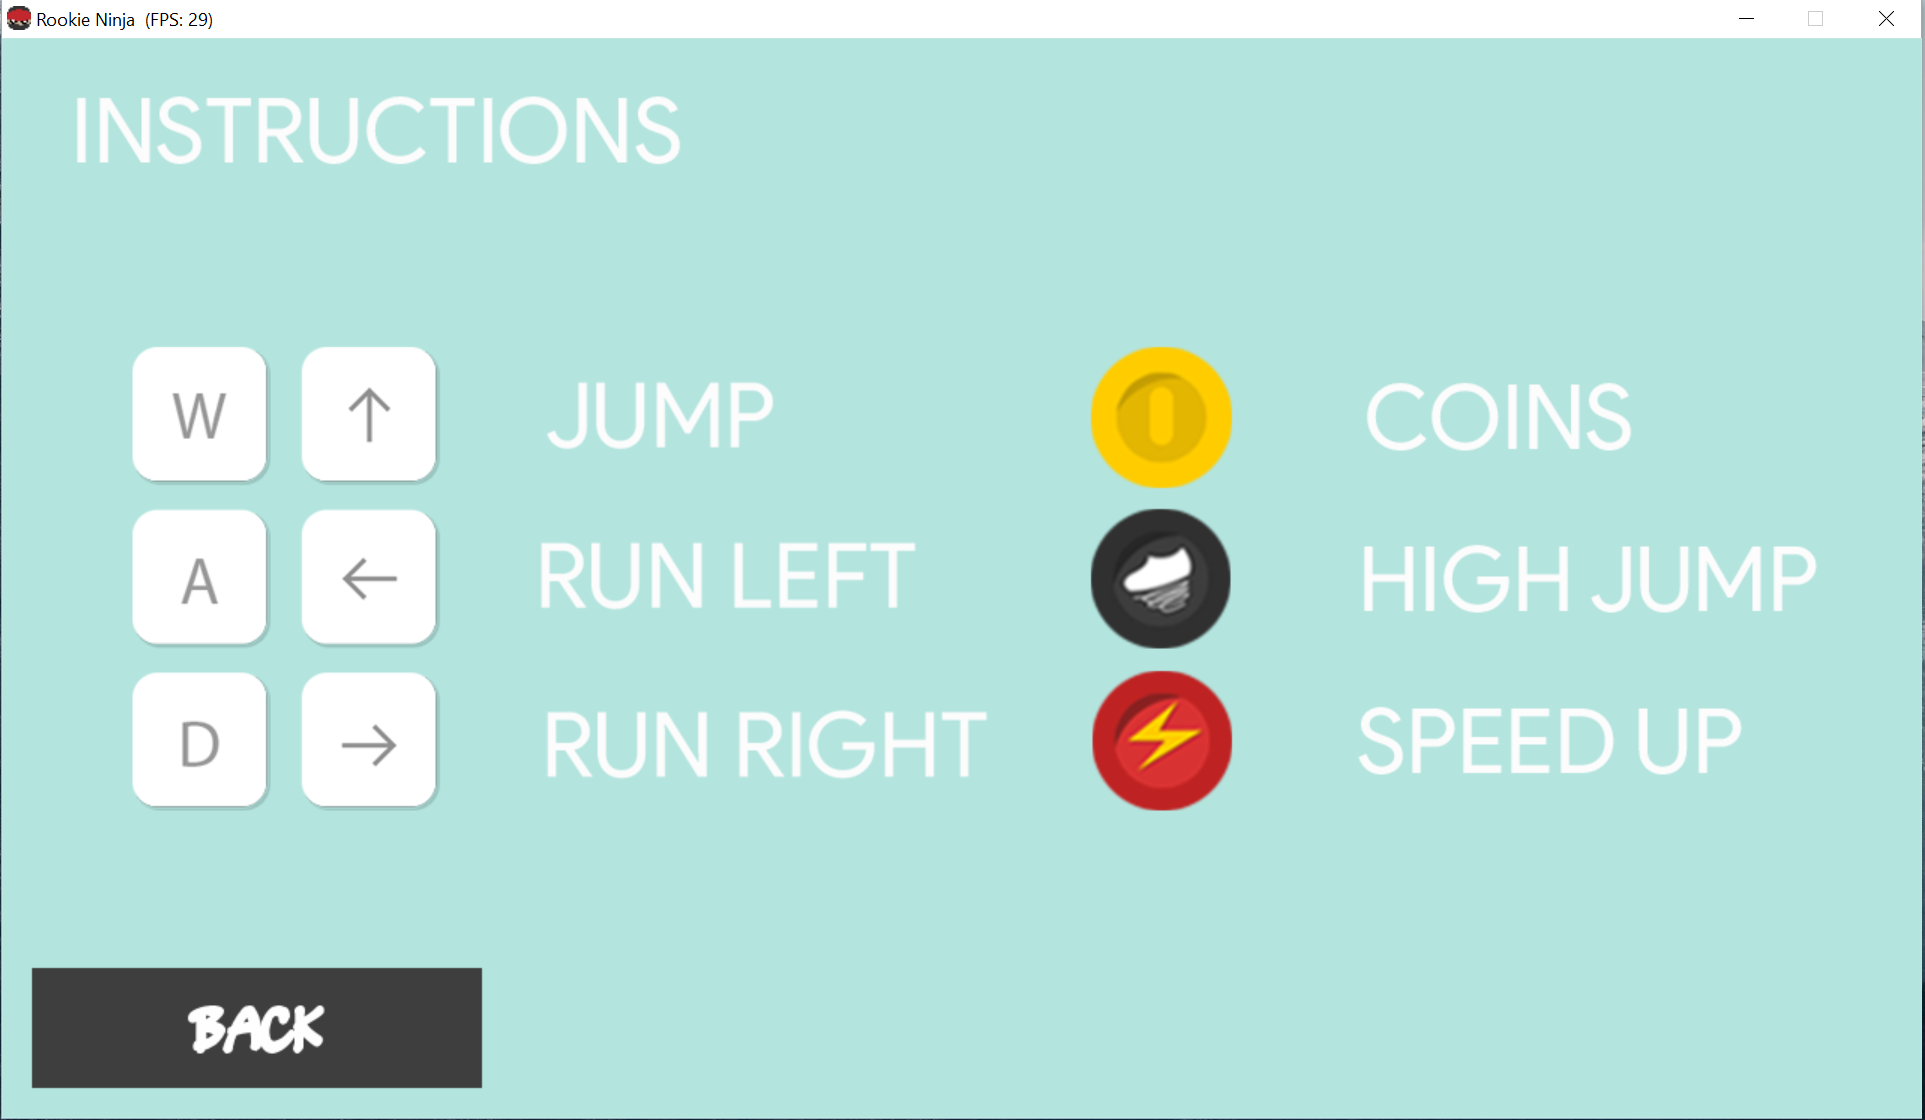 Rookie Ninja (FPS: 29)
INSTRUCTIONS
W ↑ JUMP
COINS
A ← RUN LEFT
HIGH JUMP
D → RUN RIGHT
SPEED UP
BACK